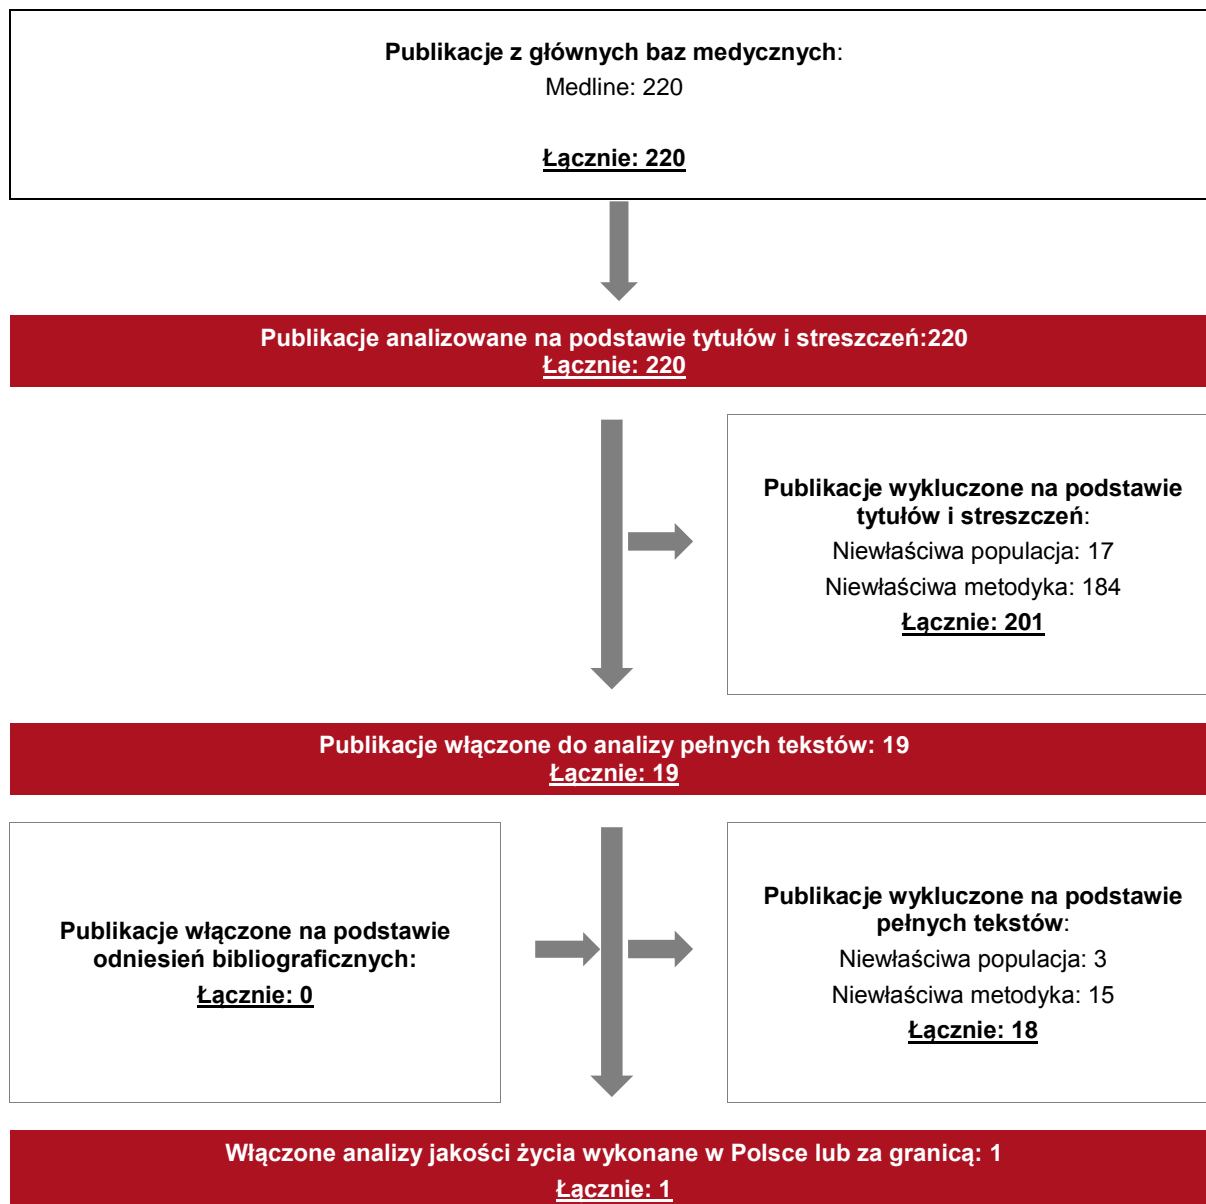 Publikacje z głównych baz medycznych:
Medline: 220
Łącznie: 220
Publikacje analizowane na podstawie tytułów i streszczeń:220
Łącznie: 220
Publikacje wykluczone na podstawie
tytułów i streszczeń:
Niewłaściwa populacja: 17
Niewłaściwa metodyka: 184
Łącznie: 201
Publikacje włączone do analizy pełnych tekstów: 19
Łącznie: 19
Publikacje włączone na podstawie
odniesień bibliograficznych:
Łącznie: 0
Publikacje wykluczone na podstawie
pełnych tekstów:
Niewłaściwa populacja: 3
Niewłaściwa metodyka: 15
Łącznie: 18
Włączone analizy jakości życia wykonane w Polsce lub za granicą: 1
Łącznie: 1